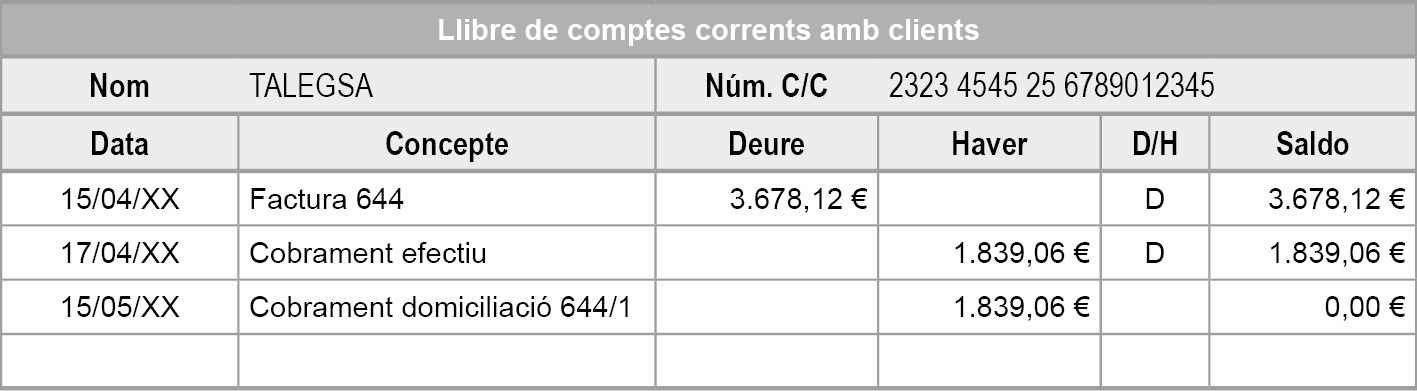 Llibre de comptes corrents amb clients
Nom TALEGSA Núm. C/C 2323 4545 25 6789012345
Data Concepte Deure Haver D/H Saldo
15/04/XX Factura 644 3.678,12 € D 3.678,12 €
17/04/XX Cobrament efectiu 1.839,06 € D 1.839,06 €
15/05/XX Cobrament domiciliació 644/1 1.839,06 € 0,00 €